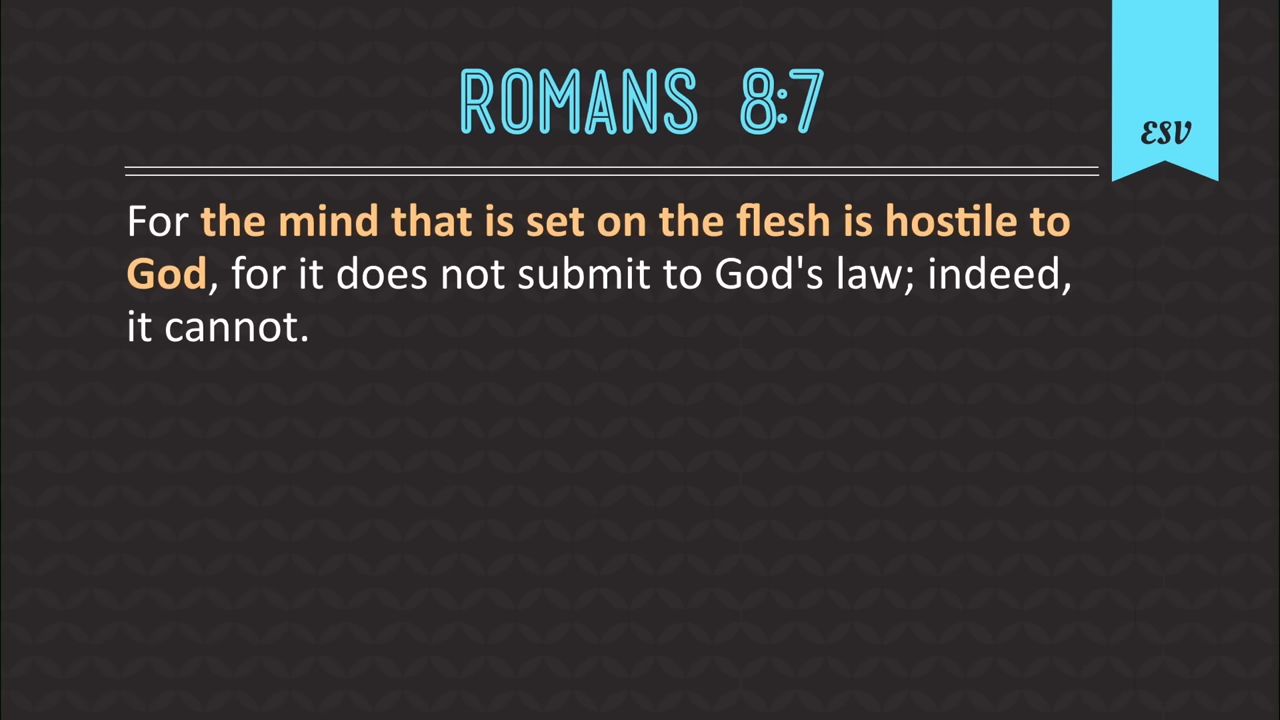 ROMANS 8:7
ESV
For the mind that is set on the flesh is hostile to
God, for it does not submit to God's law; indeed,
it cannot.